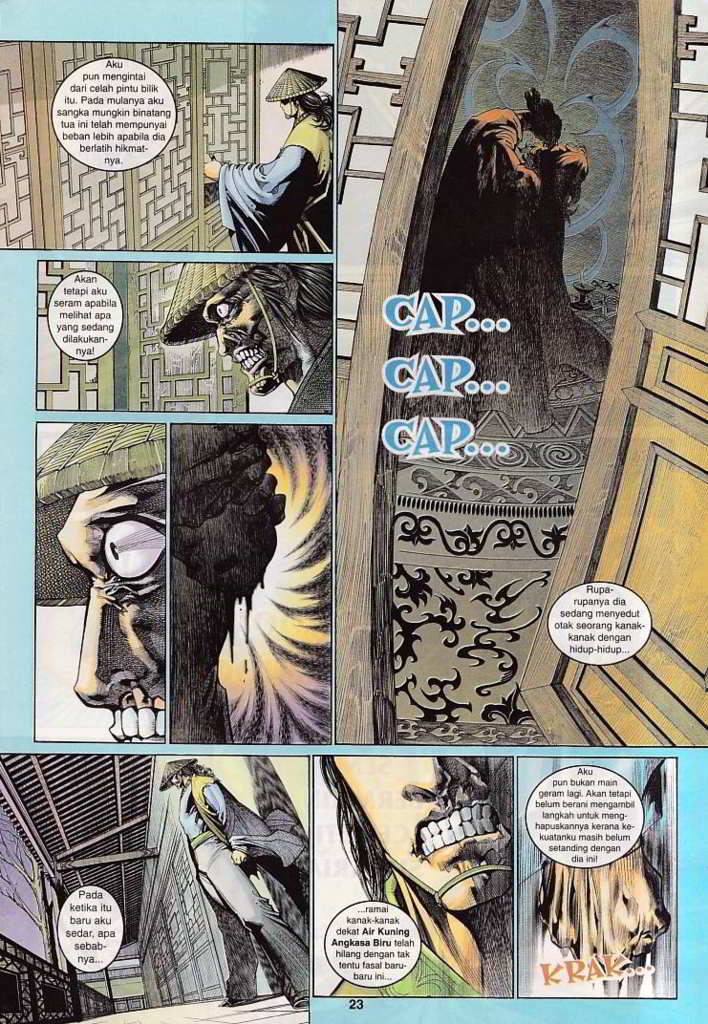 Aku
pun mengintai
dari celah pintu bilik
itu. Pada mulanya aku
sangka mungkin binatang
tua ini telah mempunyai
beban lebih apabila dia
berlatih hikmat-
nya.
Akan
tetapi aku
seram apabila
melihat apa
yang sedang
dilakukan-
nya!
CAP...
CAP...
CAP...
Rupa-
rupanya dia
sedang menyedut
otak seorang kanak-
kanak dengan
hidup-hidup...
Pada
ketika itu
baru aku
sedar, apa
sebab-
nya...
...ramai
kanak-kanak
dekat Air Kuning
Angkasa Biru telah
hilang dengan tak
tentu fasal baru-
baru ini...
Aku
pun bukan main
geram lagi. Akan tetapi
belum berani mengambil
langkah untuk meng-
hapuskannya kerana ke-
kuatanku masih belum
setanding dengan
dia ini!
KRAK...
23